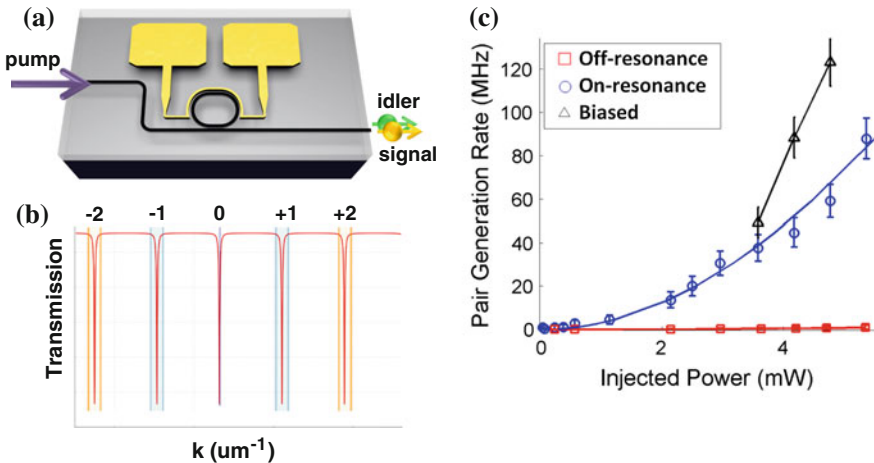 (a)
pump
idler
signal
(b)
-2 -1 0 +1 +2
Transmission
k (um⁻¹)
(c)
Pair Generation Rate (MHz)
120
100
80
60
40
20
0
Off-resonance
On-resonance
Biased
0 2 4
Injected Power (mW)